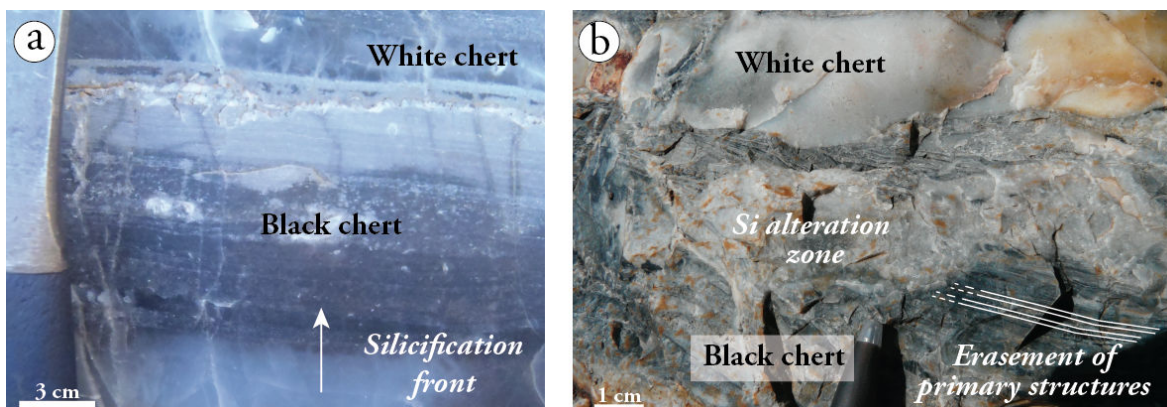 a
White chert
Black chert
Silicification
front
3 cm
b
White chert
Si alteration
zone
Black chert
Erasement of
primary structures
1 cm